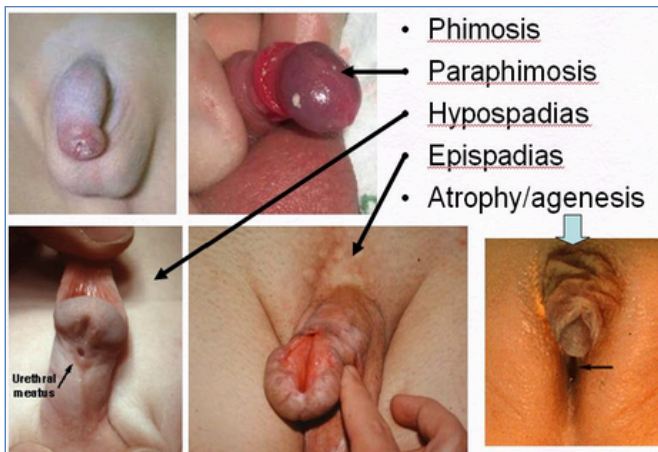 • Phimosis
• Paraphimosis
• Hypospadias
• Epispadias
• Atrophy/agenesis
Urethral
meatus